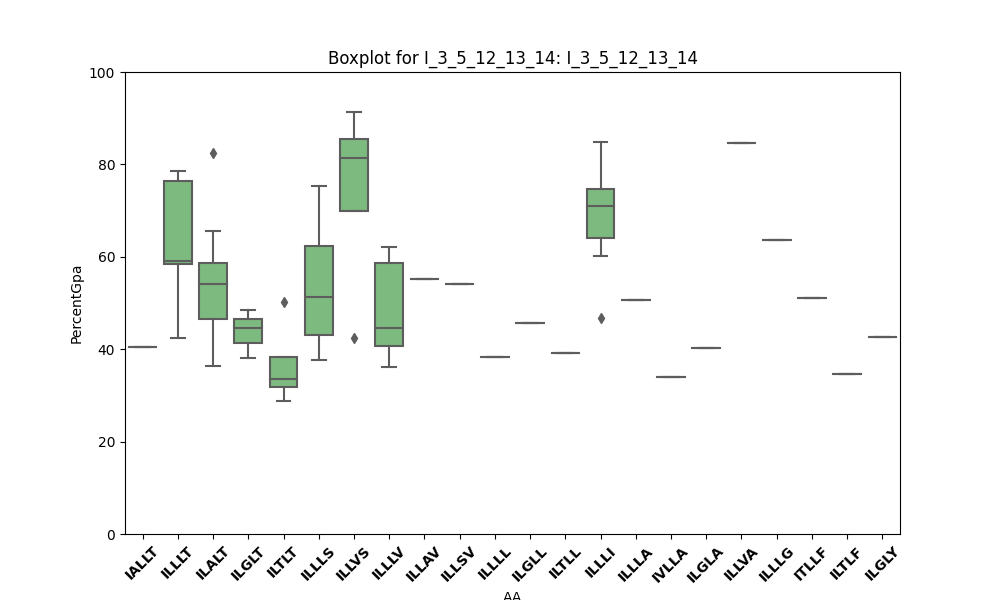 Boxplot for I_3_5_12_13_14: I_3_5_12_13_14
100
80
60
40
20
0
PercentGpa
IALLT ILLLT ILALT ILGLT ILTLT ILLLS ILLVS ILLLV ILLAV ILLSV ILLLL ILGLL ILTLL ILLLI ILLLA IVLLA ILGLA ILLVA ILLLG ITLLF ILTLF ILGLY
AA